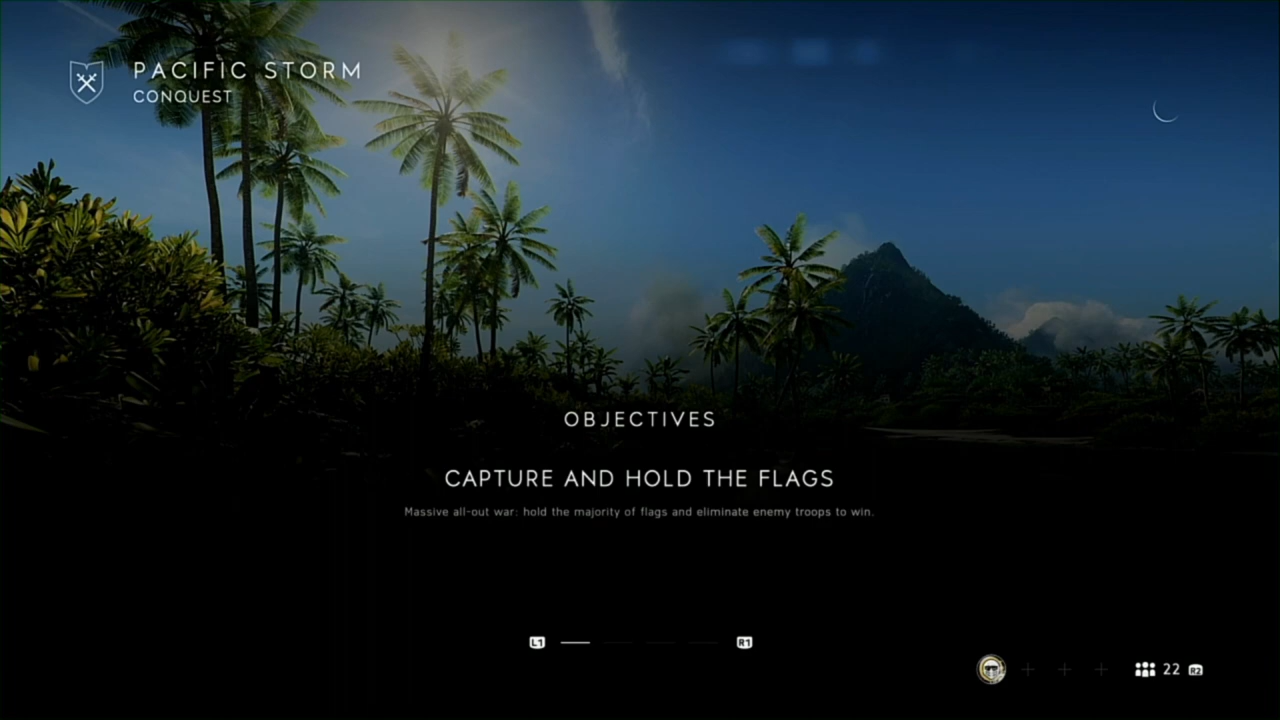 PACIFIC STORM
CONQUEST
OBJECTIVES
CAPTURE AND HOLD THE FLAGS
Massive all-out war: hold the majority of flags and eliminate enemy troops to win.
L1 R1
22 R2